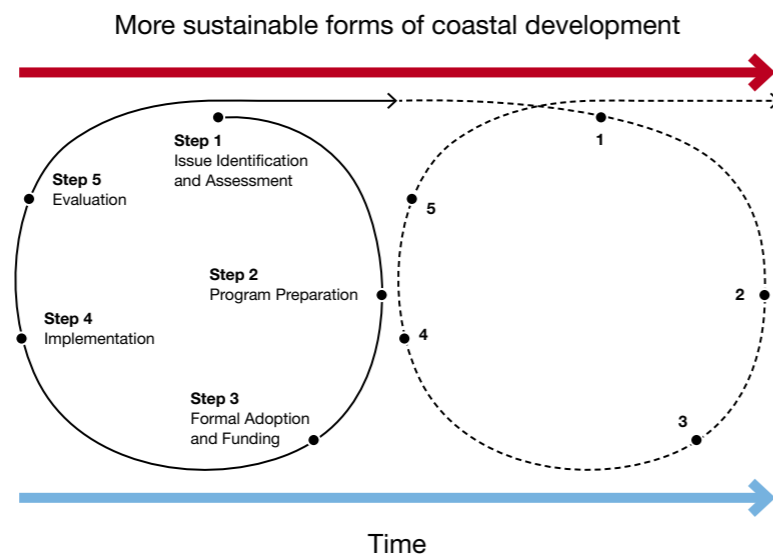 More sustainable forms of coastal development
Step 1
Issue Identification
and Assessment
Step 2
Program Preparation
Step 3
Formal Adoption
and Funding
Step 4
Implementation
Step 5
Evaluation
1
2
3
4
5
Time